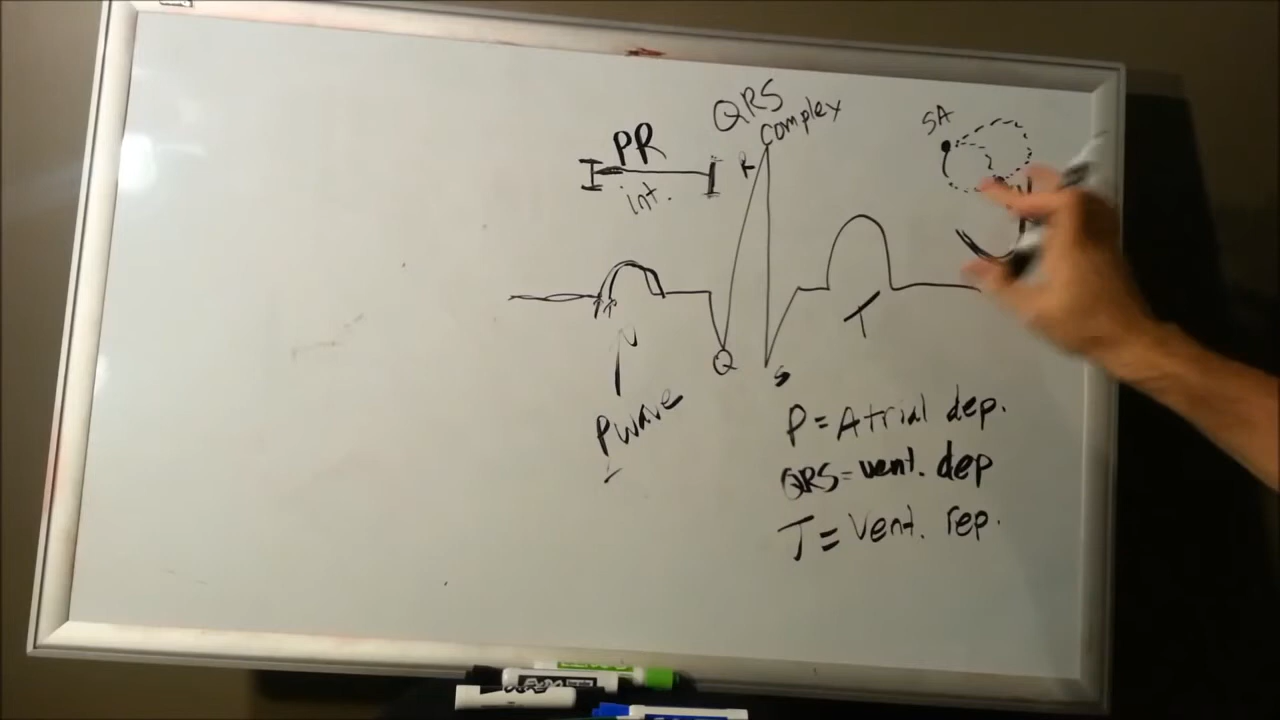 QRS
complex
SA
PR
int.
R
Q
S
T
P wave
P = Atrial dep.
QRS = vent. dep
T = Vent. rep.